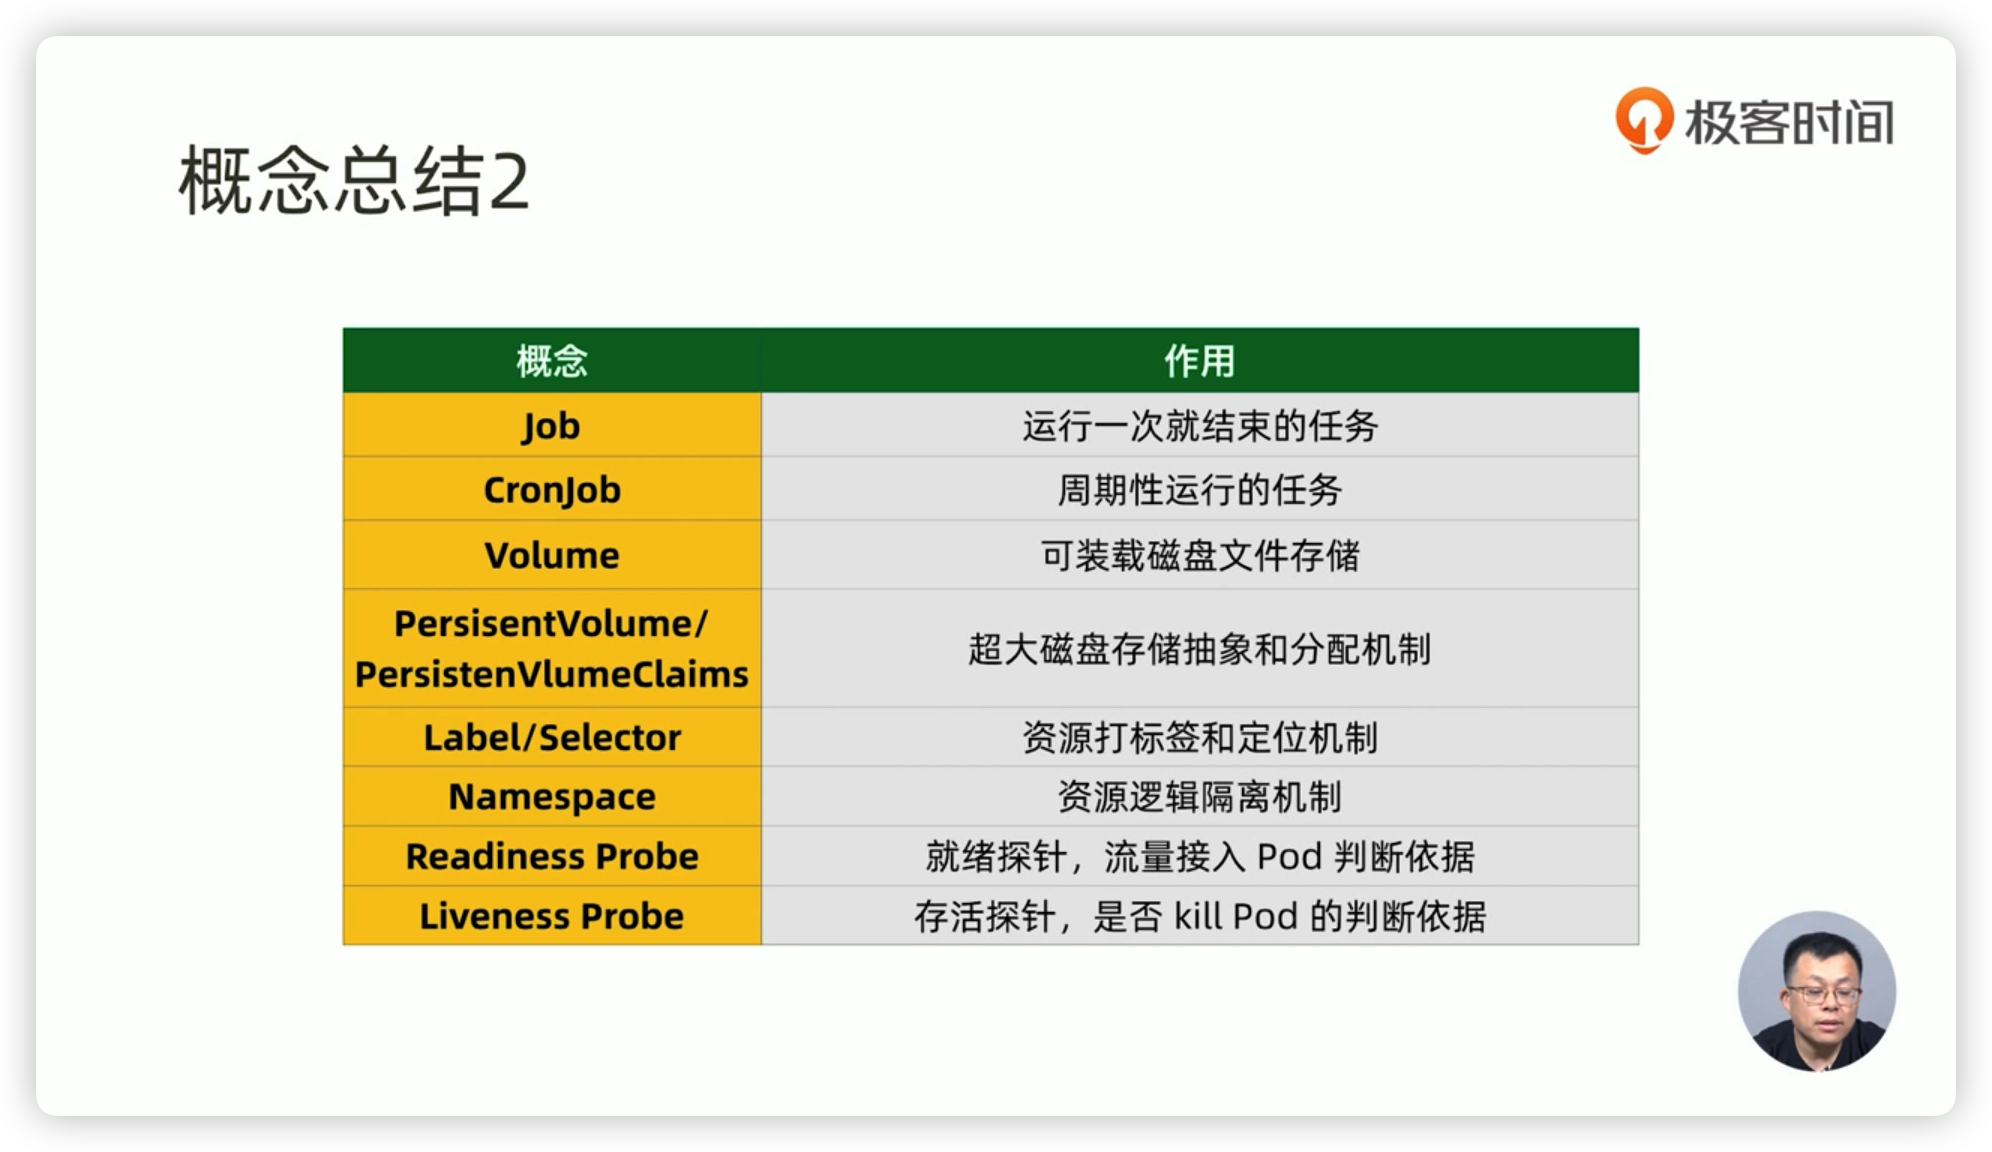 极客时间
概念总结2
概念 作用
Job 运行一次就结束的任务
CronJob 周期性运行的任务
Volume 可装载磁盘文件存储
PersisentVolume/
PersistenVlumeClaims 超大磁盘存储抽象和分配机制
Label/Selector 资源打标签和定位机制
Namespace 资源逻辑隔离机制
Readiness Probe 就绪探针，流量接入 Pod 判断依据
Liveness Probe 存活探针，是否 kill Pod 的判断依据